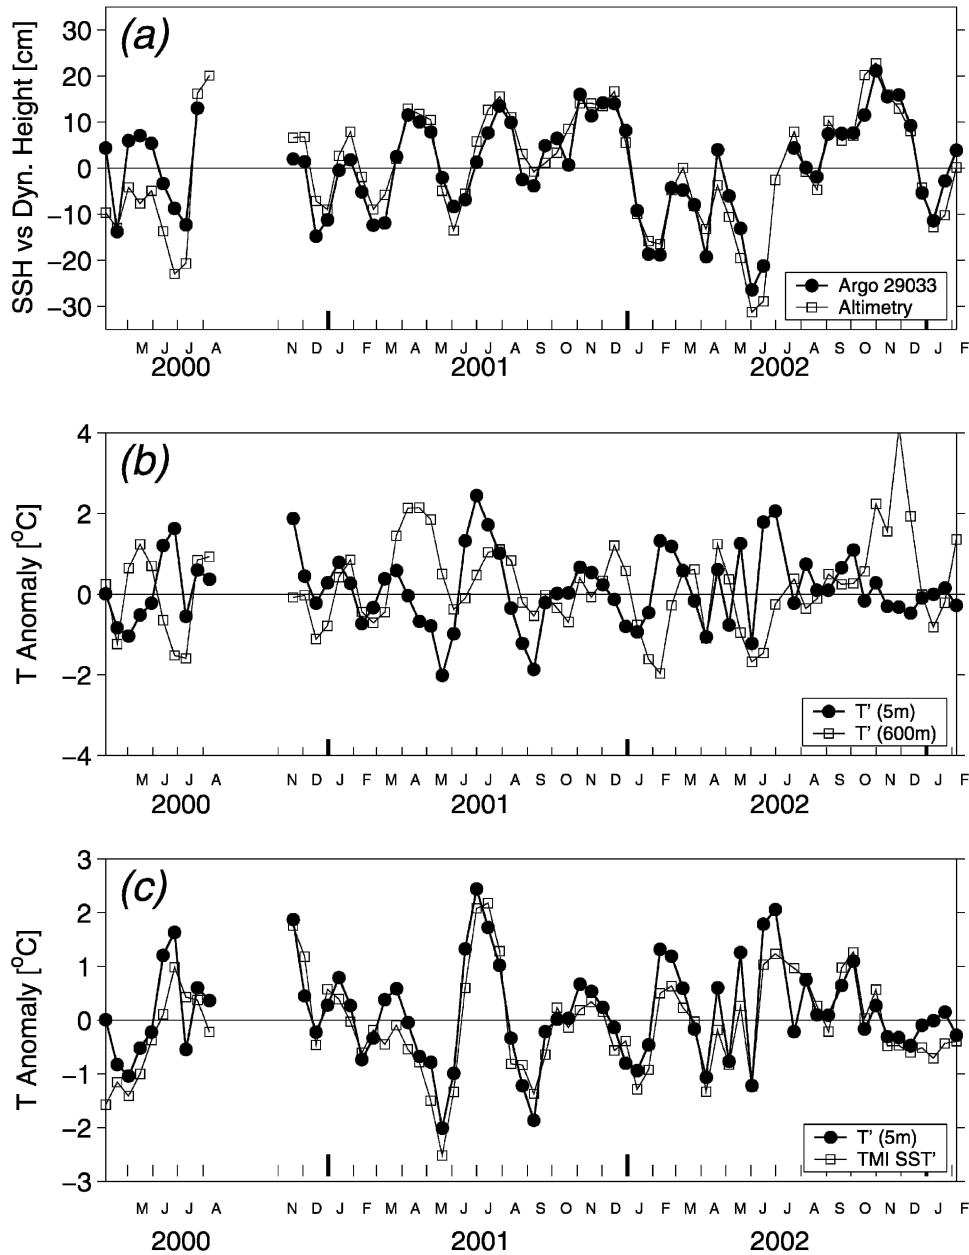 (a)
SSH vs Dyn. Height [cm]
30
20
10
0
−10
−20
−30
Argo 29033
Altimetry
M J J A N D J F M A M J J A S O N D J F M A M J J A S O N D J F
2000 2001 2002
(b)
T Anomaly [°C]
4
2
0
−2
−4
T’ (5m)
T’ (600m)
M J J A N D J F M A M J J A S O N D J F M A M J J A S O N D J F
2000 2001 2002
(c)
T Anomaly [°C]
3
2
1
0
−1
−2
−3
T’ (5m)
TMI SST’
M J J A N D J F M A M J J A S O N D J F M A M J J A S O N D J F
2000 2001 2002